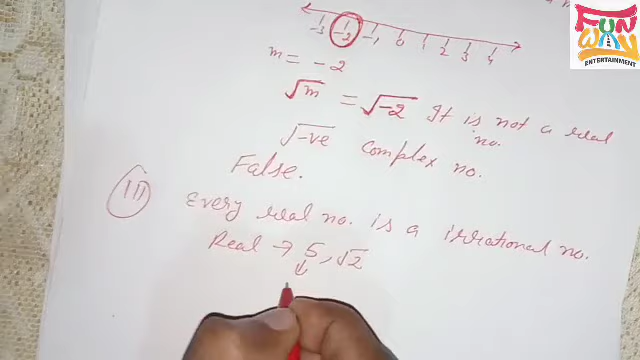 FUN WAY
ENTERTAINMENT
-3 -2 -1 0 1 2 3 4
m = -2
√m = √-2 It is not a real no.
√-ve Complex no.
False.
III Every real no. is a irrational no.
Real → 5, √2